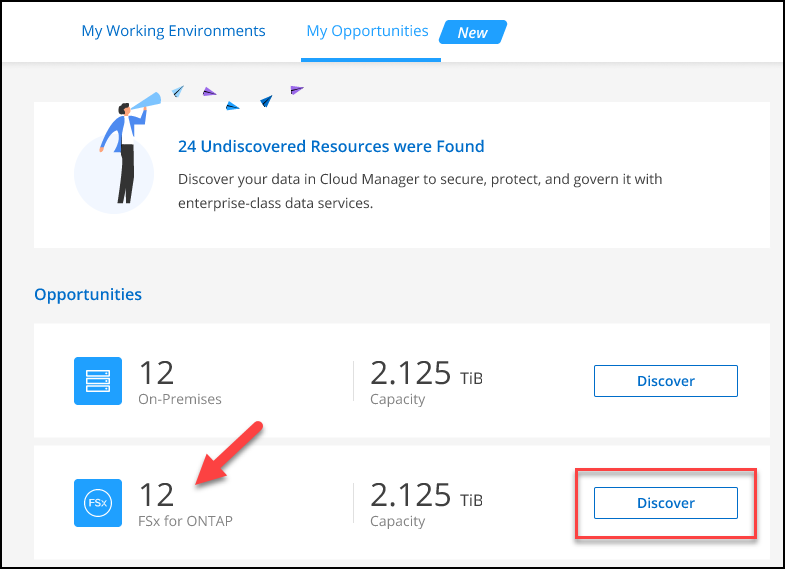 My Working Environments My Opportunities New
24 Undiscovered Resources were Found
Discover your data in Cloud Manager to secure, protect, and govern it with
enterprise-class data services.
Opportunities
12 2.125 TiB Discover
On-Premises Capacity
FSx 12 2.125 TiB Discover
FSx for ONTAP Capacity